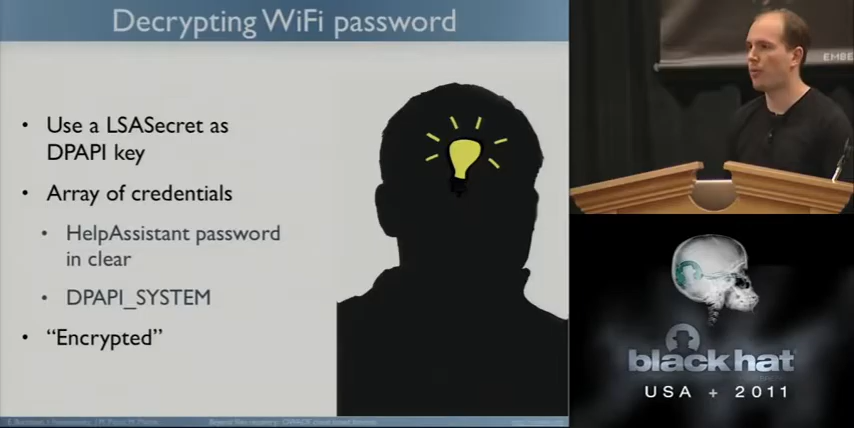 Decrypting WiFi password
• Use a LSASecret as
DPAPI key
• Array of credentials
• HelpAssistant password
in clear
• DPAPI_SYSTEM
• “Encrypted”
EMBE
black hat
USA + 2011